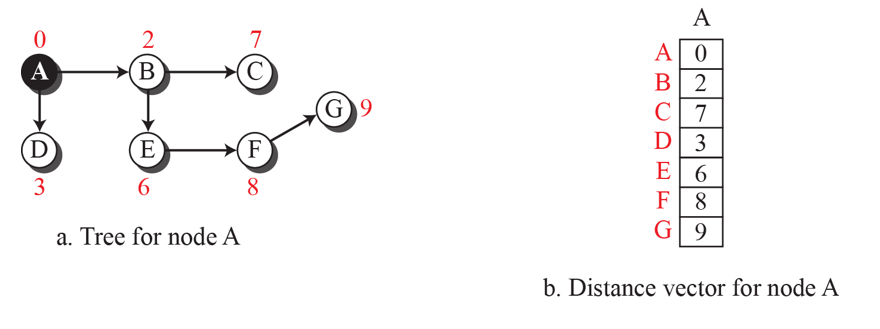 0 2 7
A B C
G 9
D E F
3 6 8
a. Tree for node A
A
A 0
B 2
C 7
D 3
E 6
F 8
G 9
b. Distance vector for node A